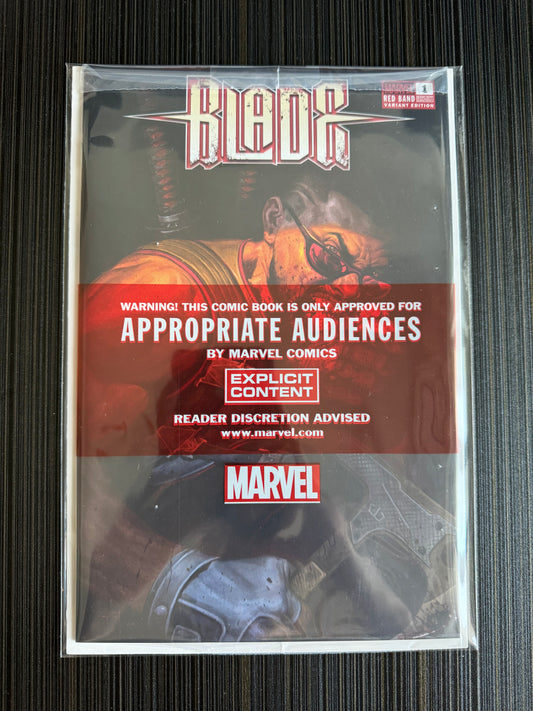 BLADE
1
RED BAND
VARIANT EDITION
WARNING! THIS COMIC BOOK IS ONLY APPROVED FOR
APPROPRIATE AUDIENCES
BY MARVEL COMICS
EXPLICIT
CONTENT
READER DISCRETION ADVISED
www.marvel.com
MARVEL